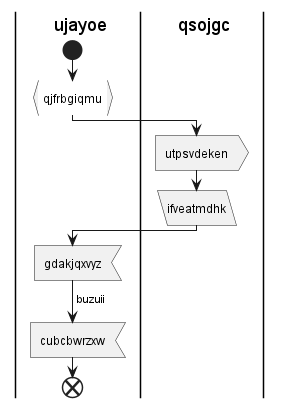 ujayoe
qsojgc
qjfrbgiqmu
utpsvdeken
ifveatmdhk
gdakjqxvyz
buzuii
cubcbwrzxw